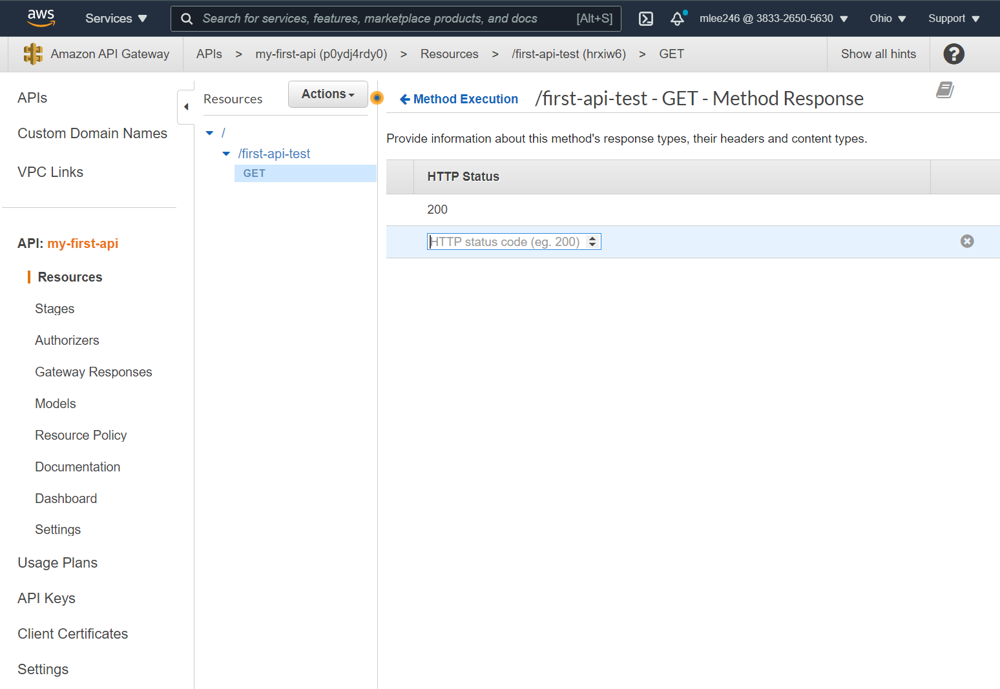 aws Services Search for services, features, marketplace products, and docs [Alt+S] mlee246 @ 3833-2650-5630 Ohio Support
Amazon API Gateway APIs > my-first-api (p0ydj4rdy0) > Resources > /first-api-test (hrxiw6) > GET Show all hints ?
APIs
Custom Domain Names
VPC Links
API: my-first-api
Resources
Stages
Authorizers
Gateway Responses
Models
Resource Policy
Documentation
Dashboard
Settings
Usage Plans
API Keys
Client Certificates
Settings
Resources Actions
/
/first-api-test
GET
Method Execution /first-api-test - GET - Method Response
Provide information about this method's response types, their headers and content types.
HTTP Status
200
HTTP status code (eg. 200)